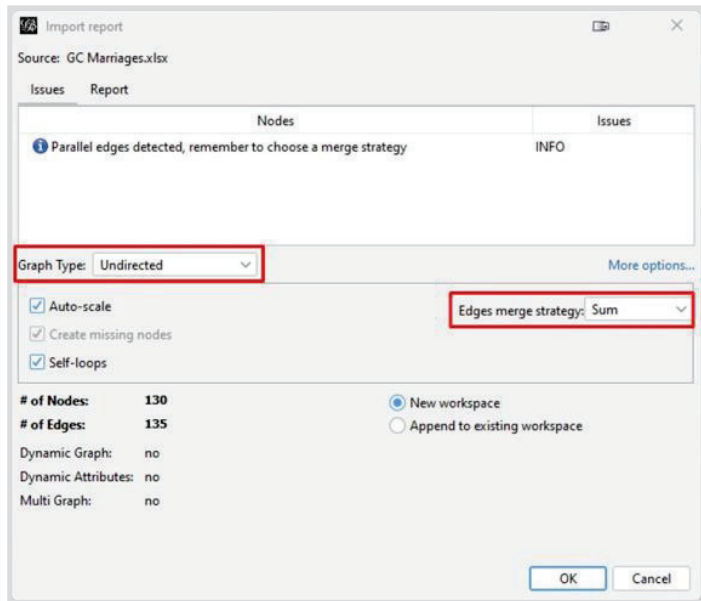 Import report
Source: GC Marriages.xlsx
Issues Report
Nodes Issues
Parallel edges detected, remember to choose a merge strategy INFO
Graph Type: Undirected More options...
Auto-scale Edges merge strategy: Sum
Create missing nodes
Self-loops
# of Nodes: 130 New workspace
# of Edges: 135 Append to existing workspace
Dynamic Graph: no
Dynamic Attributes: no
Multi Graph: no
OK Cancel